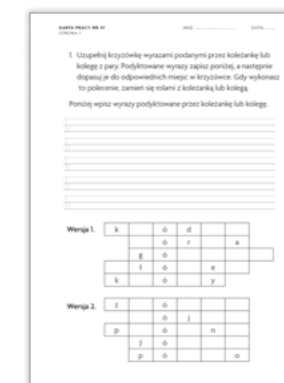 KARTA PRACY NR 37
STRONA 1
IMIĘ:
DATA:
1. Uzupełnij krzyżówkę wyrazami podanymi przez koleżankę lub
kolegę z pary. Podyktowane wyrazy zapisz poniżej, a następnie
dopasuj je do odpowiednich miejsc w krzyżówce. Gdy wykonasz
to polecenie, zamień się rolami z koleżanką lub kolegą.
Poniżej wpisz wyrazy podyktowane przez koleżankę lub kolegę.
Wersja 1.
k ó d
ó r a
g ó
t ó e
k ó y
Wersja 2.
z ó
ó j
p ó n
ó
p ó o